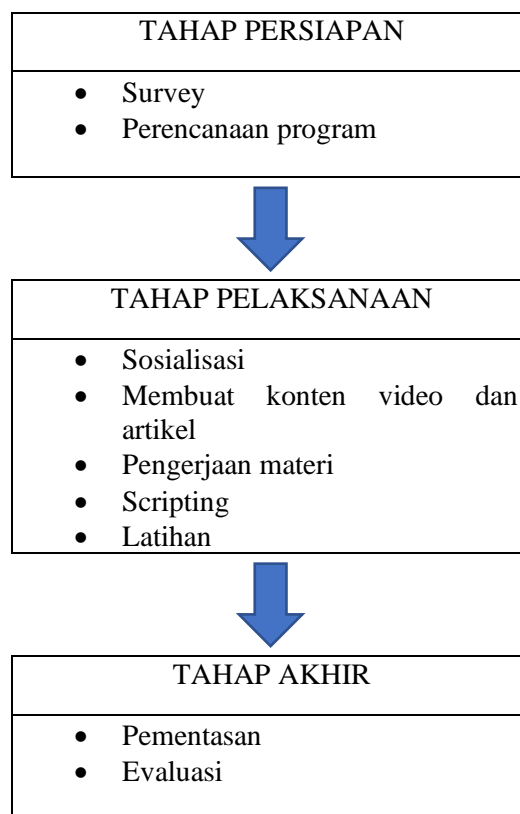 TAHAP PERSIAPAN
• Survey
• Perencanaan program
TAHAP PELAKSANAAN
• Sosialisasi
• Membuat konten video dan
artikel
• Pengerjaan materi
• Scripting
• Latihan
TAHAP AKHIR
• Pementasan
• Evaluasi